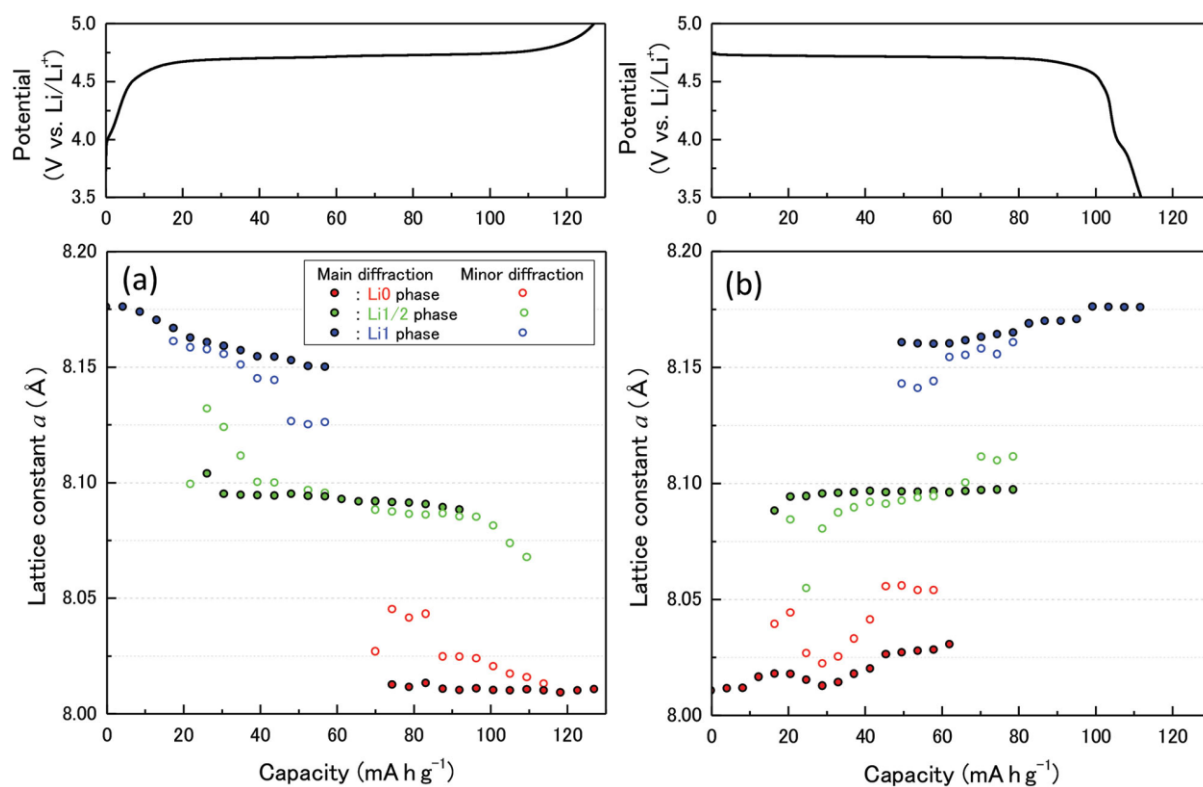 Potential
(V vs. Li/Li⁺)
5.0
4.5
4.0
3.5
0 20 40 60 80 100 120
Potential
(V vs. Li/Li⁺)
5.0
4.5
4.0
3.5
0 20 40 60 80 100 120
(a)
Main diffraction Minor diffraction
: Li0 phase
: Li1/2 phase
: Li1 phase
Lattice constant a (Å)
8.20
8.15
8.10
8.05
8.00
0 20 40 60 80 100 120
Capacity (mA h g⁻¹)
(b)
Lattice constant a (Å)
8.20
8.15
8.10
8.05
8.00
0 20 40 60 80 100 120
Capacity (mA h g⁻¹)